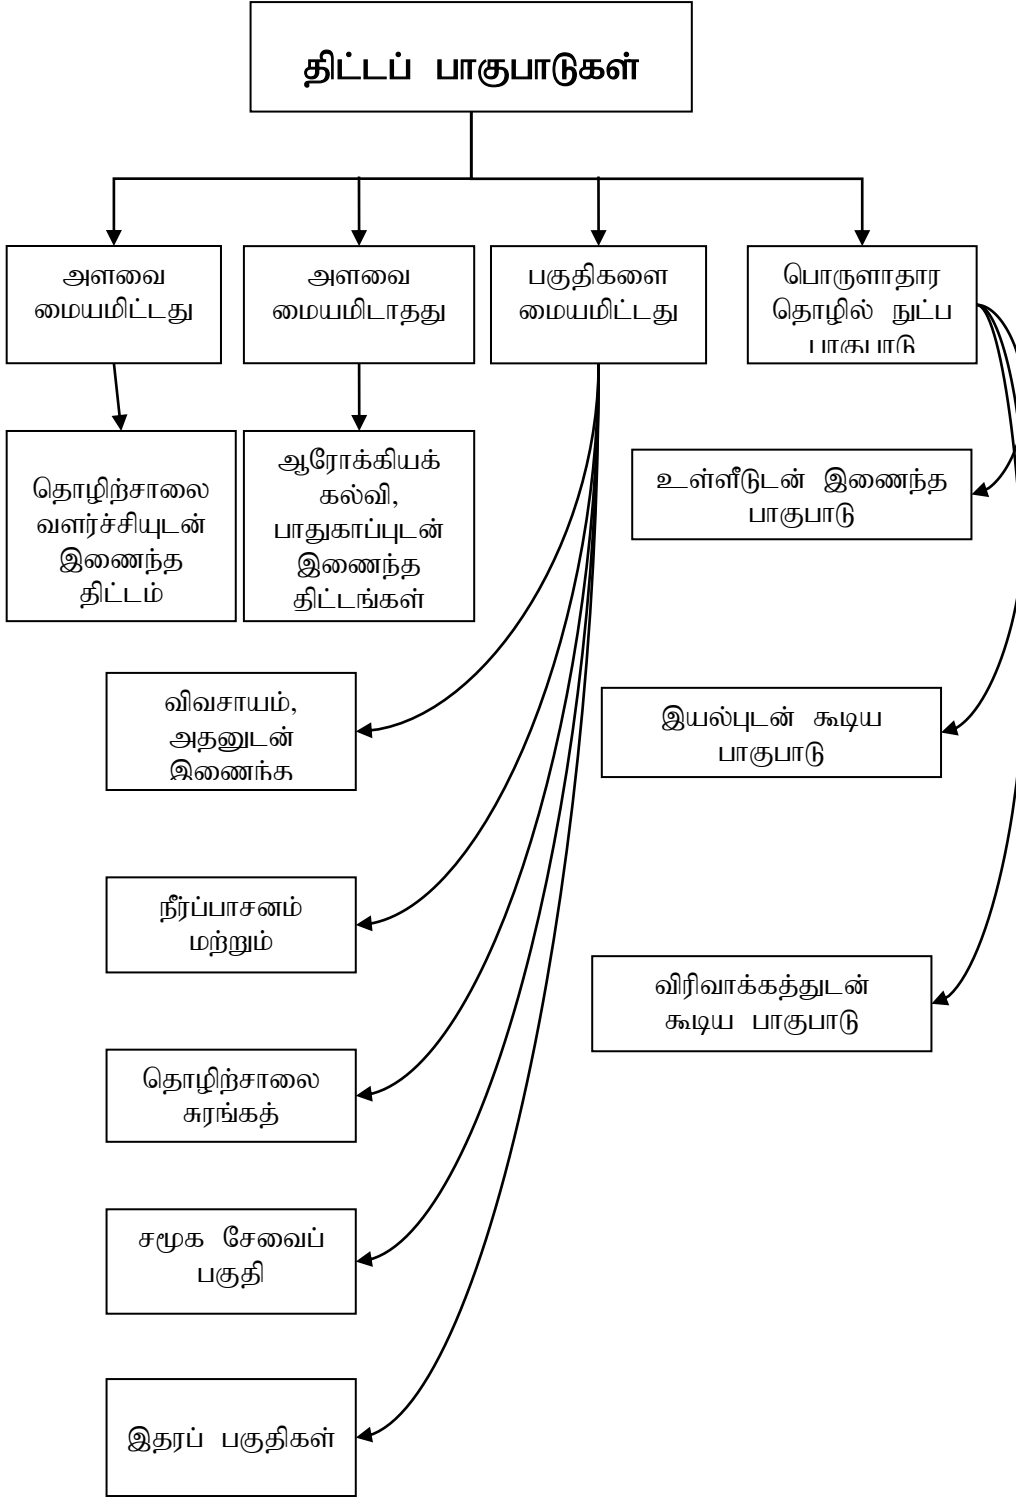 திட்டப் பாகுபாடுகள்
அளவை
மையமிட்டது
அளவை
மையமிடாதது
பகுதிகளை
மையமிட்டது
பொருளாதார
தொழில் நுட்ப
பாகுபாடு
தொழிற்சாலை
வளர்ச்சியுடன்
இணைந்த
திட்டம்
ஆரோக்கியக்
கல்வி,
பாதுகாப்புடன்
இணைந்த
திட்டங்கள்
உள்ளீடுடன் இணைந்த
பாகுபாடு
விவசாயம்,
அதனுடன்
இணைந்த
இயல்புடன் கூடிய
பாகுபாடு
நீர்ப்பாசனம்
மற்றும்
விரிவாக்கத்துடன்
கூடிய பாகுபாடு
தொழிற்சாலை
சுரங்கத்
சமூக சேவைப்
பகுதி
இதரப் பகுதிகள்